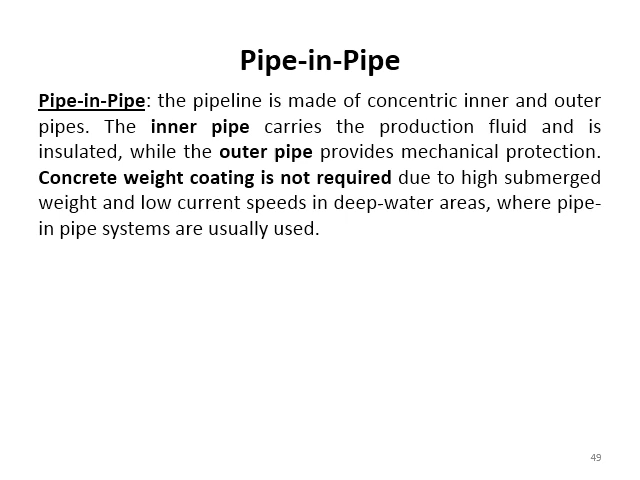 Pipe-in-Pipe
Pipe-in-Pipe: the pipeline is made of concentric inner and outer
pipes. The inner pipe carries the production fluid and is
insulated, while the outer pipe provides mechanical protection.
Concrete weight coating is not required due to high submerged
weight and low current speeds in deep-water areas, where pipe-
in pipe systems are usually used.
49